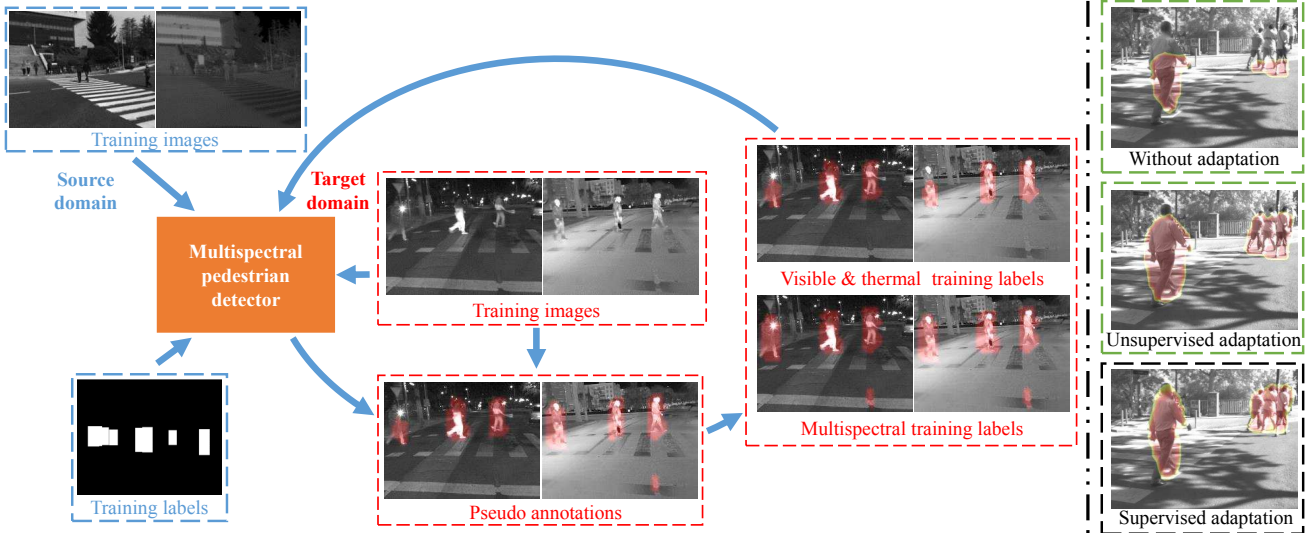 Training images
Source
domain
Target
domain
Multispectral
pedestrian
detector
Training images
Training labels
Pseudo annotations
Visible & thermal training labels
Multispectral training labels
Without adaptation
Unsupervised adaptation
Supervised adaptation